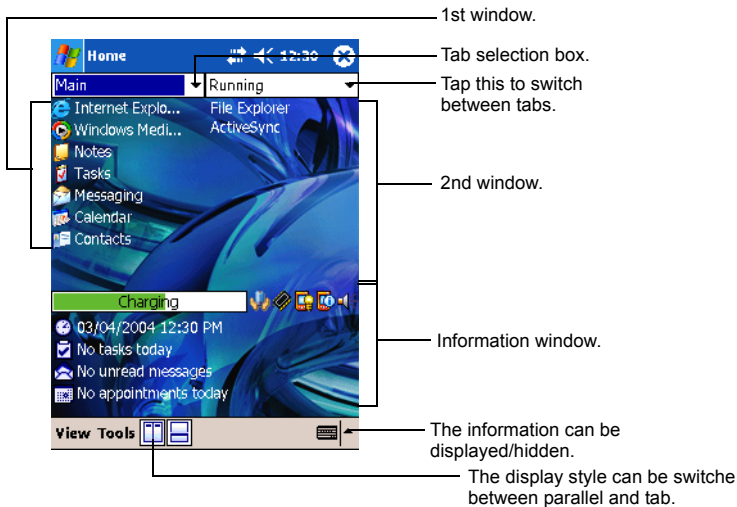 1st window.
Home 12:30
Tab selection box.
Main Running
Tap this to switch
between tabs.
Internet Explo... File Explorer
Windows Medi... ActiveSync
Notes
Tasks
Messaging
Calendar
Contacts
2nd window.
Charging
03/04/2004 12:30 PM
No tasks today
No unread messages
No appointments today
Information window.
View Tools
The information can be
displayed/hidden.
The display style can be switche
between parallel and tab.